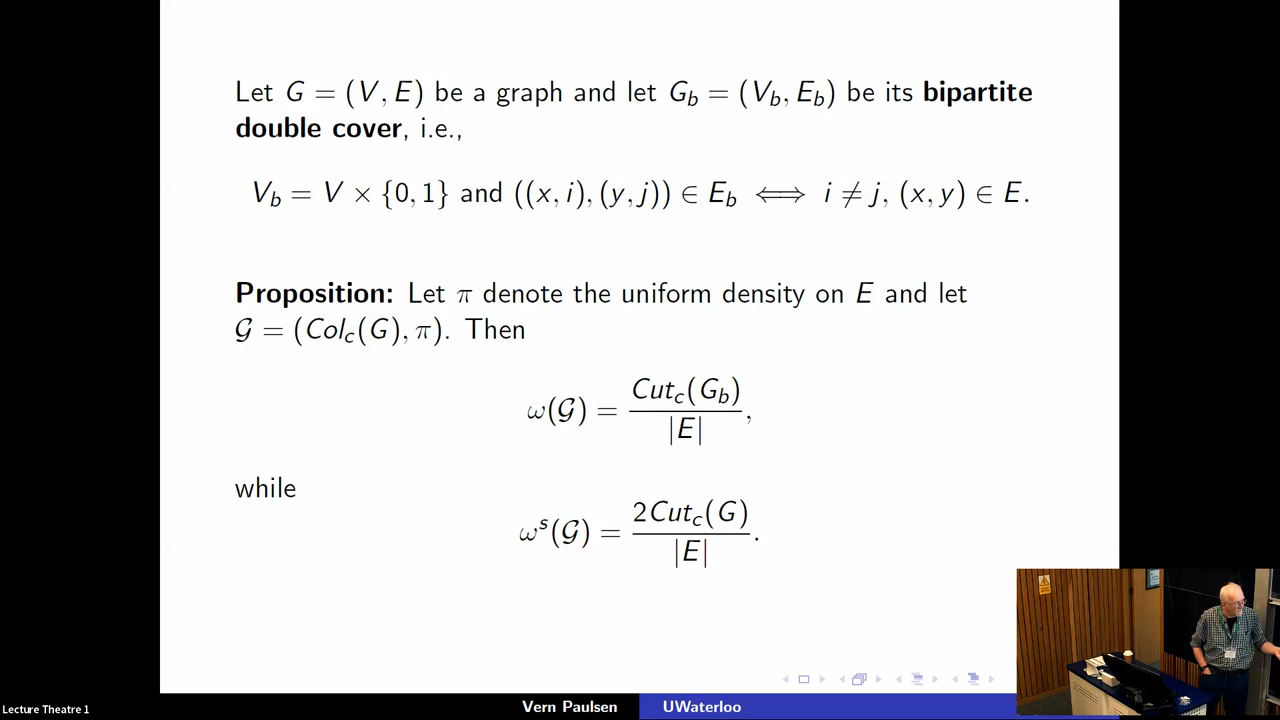 Let G = (V, E) be a graph and let G_b = (V_b, E_b) be its bipartite
double cover, i.e.,
V_b = V × {0, 1} and ((x, i), (y, j)) ∈ E_b ⟺ i ≠ j, (x, y) ∈ E.
Proposition: Let π denote the uniform density on E and let
𝒢 = (Col_c(G), π). Then
ω(𝒢) = Cut_c(G_b) / |E|,
while
ω^s(𝒢) = 2Cut_c(G) / |E|.
Lecture Theatre 1
Vern Paulsen
UWaterloo